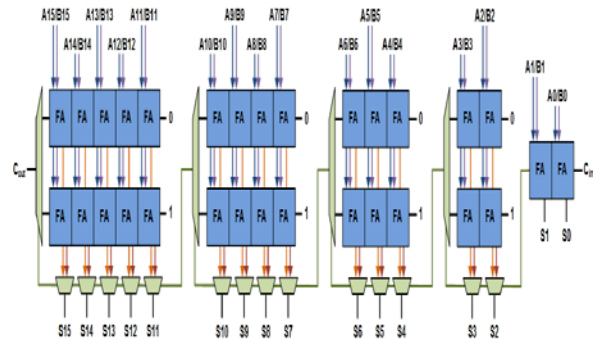 A15/B15 A13/B13 A11/B11 A9/B9 A7/B7 A5/B5 A2/B2
A14/B14 A12/B12 A10/B10 A8/B8 A6/B6 A4/B4 A3/B3
A1/B1
A0/B0
FA FA FA FA FA 0 FA FA FA FA 0 FA FA FA 0 FA FA 0
Cout FA FA Cin
FA FA FA FA FA 1 FA FA FA FA 1 FA FA FA 1 FA FA 1
S1 S0
S15 S14 S13 S12 S11 S10 S9 S8 S7 S6 S5 S4 S3 S2